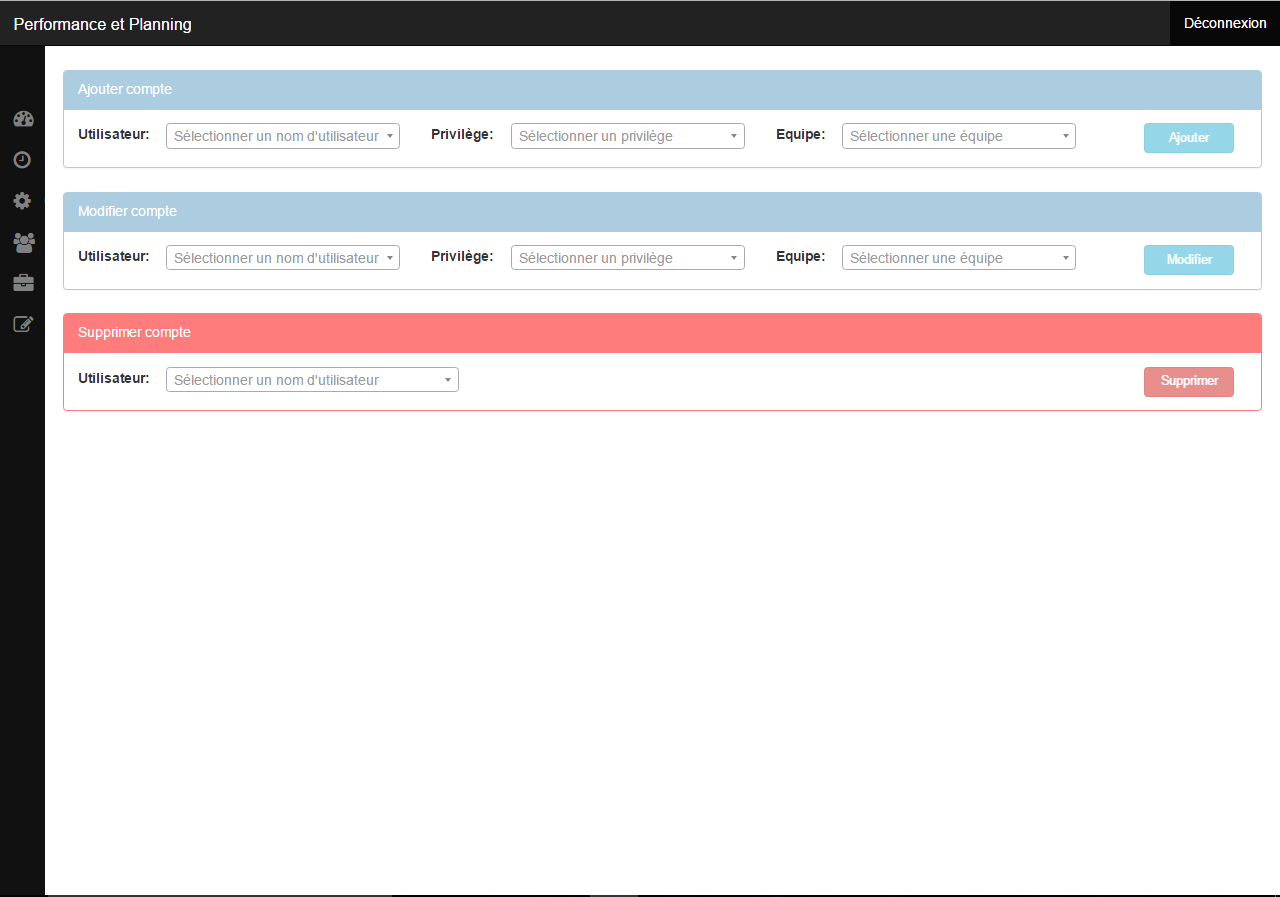 Performance et Planning Déconnexion
Ajouter compte
Utilisateur: Sélectionner un nom d'utilisateur Privilège: Sélectionner un privilège Equipe: Sélectionner une équipe Ajouter
Modifier compte
Utilisateur: Sélectionner un nom d'utilisateur Privilège: Sélectionner un privilège Equipe: Sélectionner une équipe Modifier
Supprimer compte
Utilisateur: Sélectionner un nom d'utilisateur Supprimer